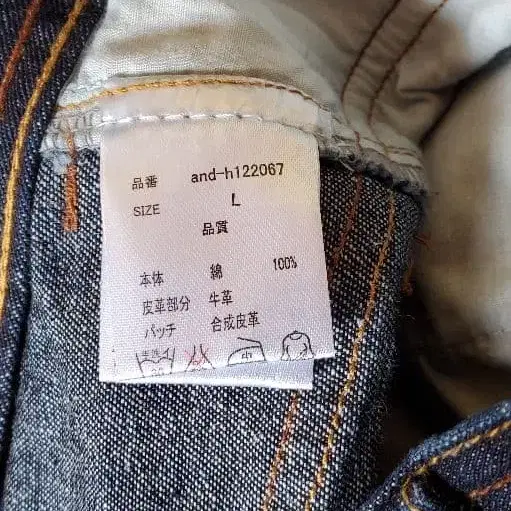 品番 and-h122067
SIZE L
品質
本体 綿 100%
皮革部分 牛革
パッチ 合成皮革
中